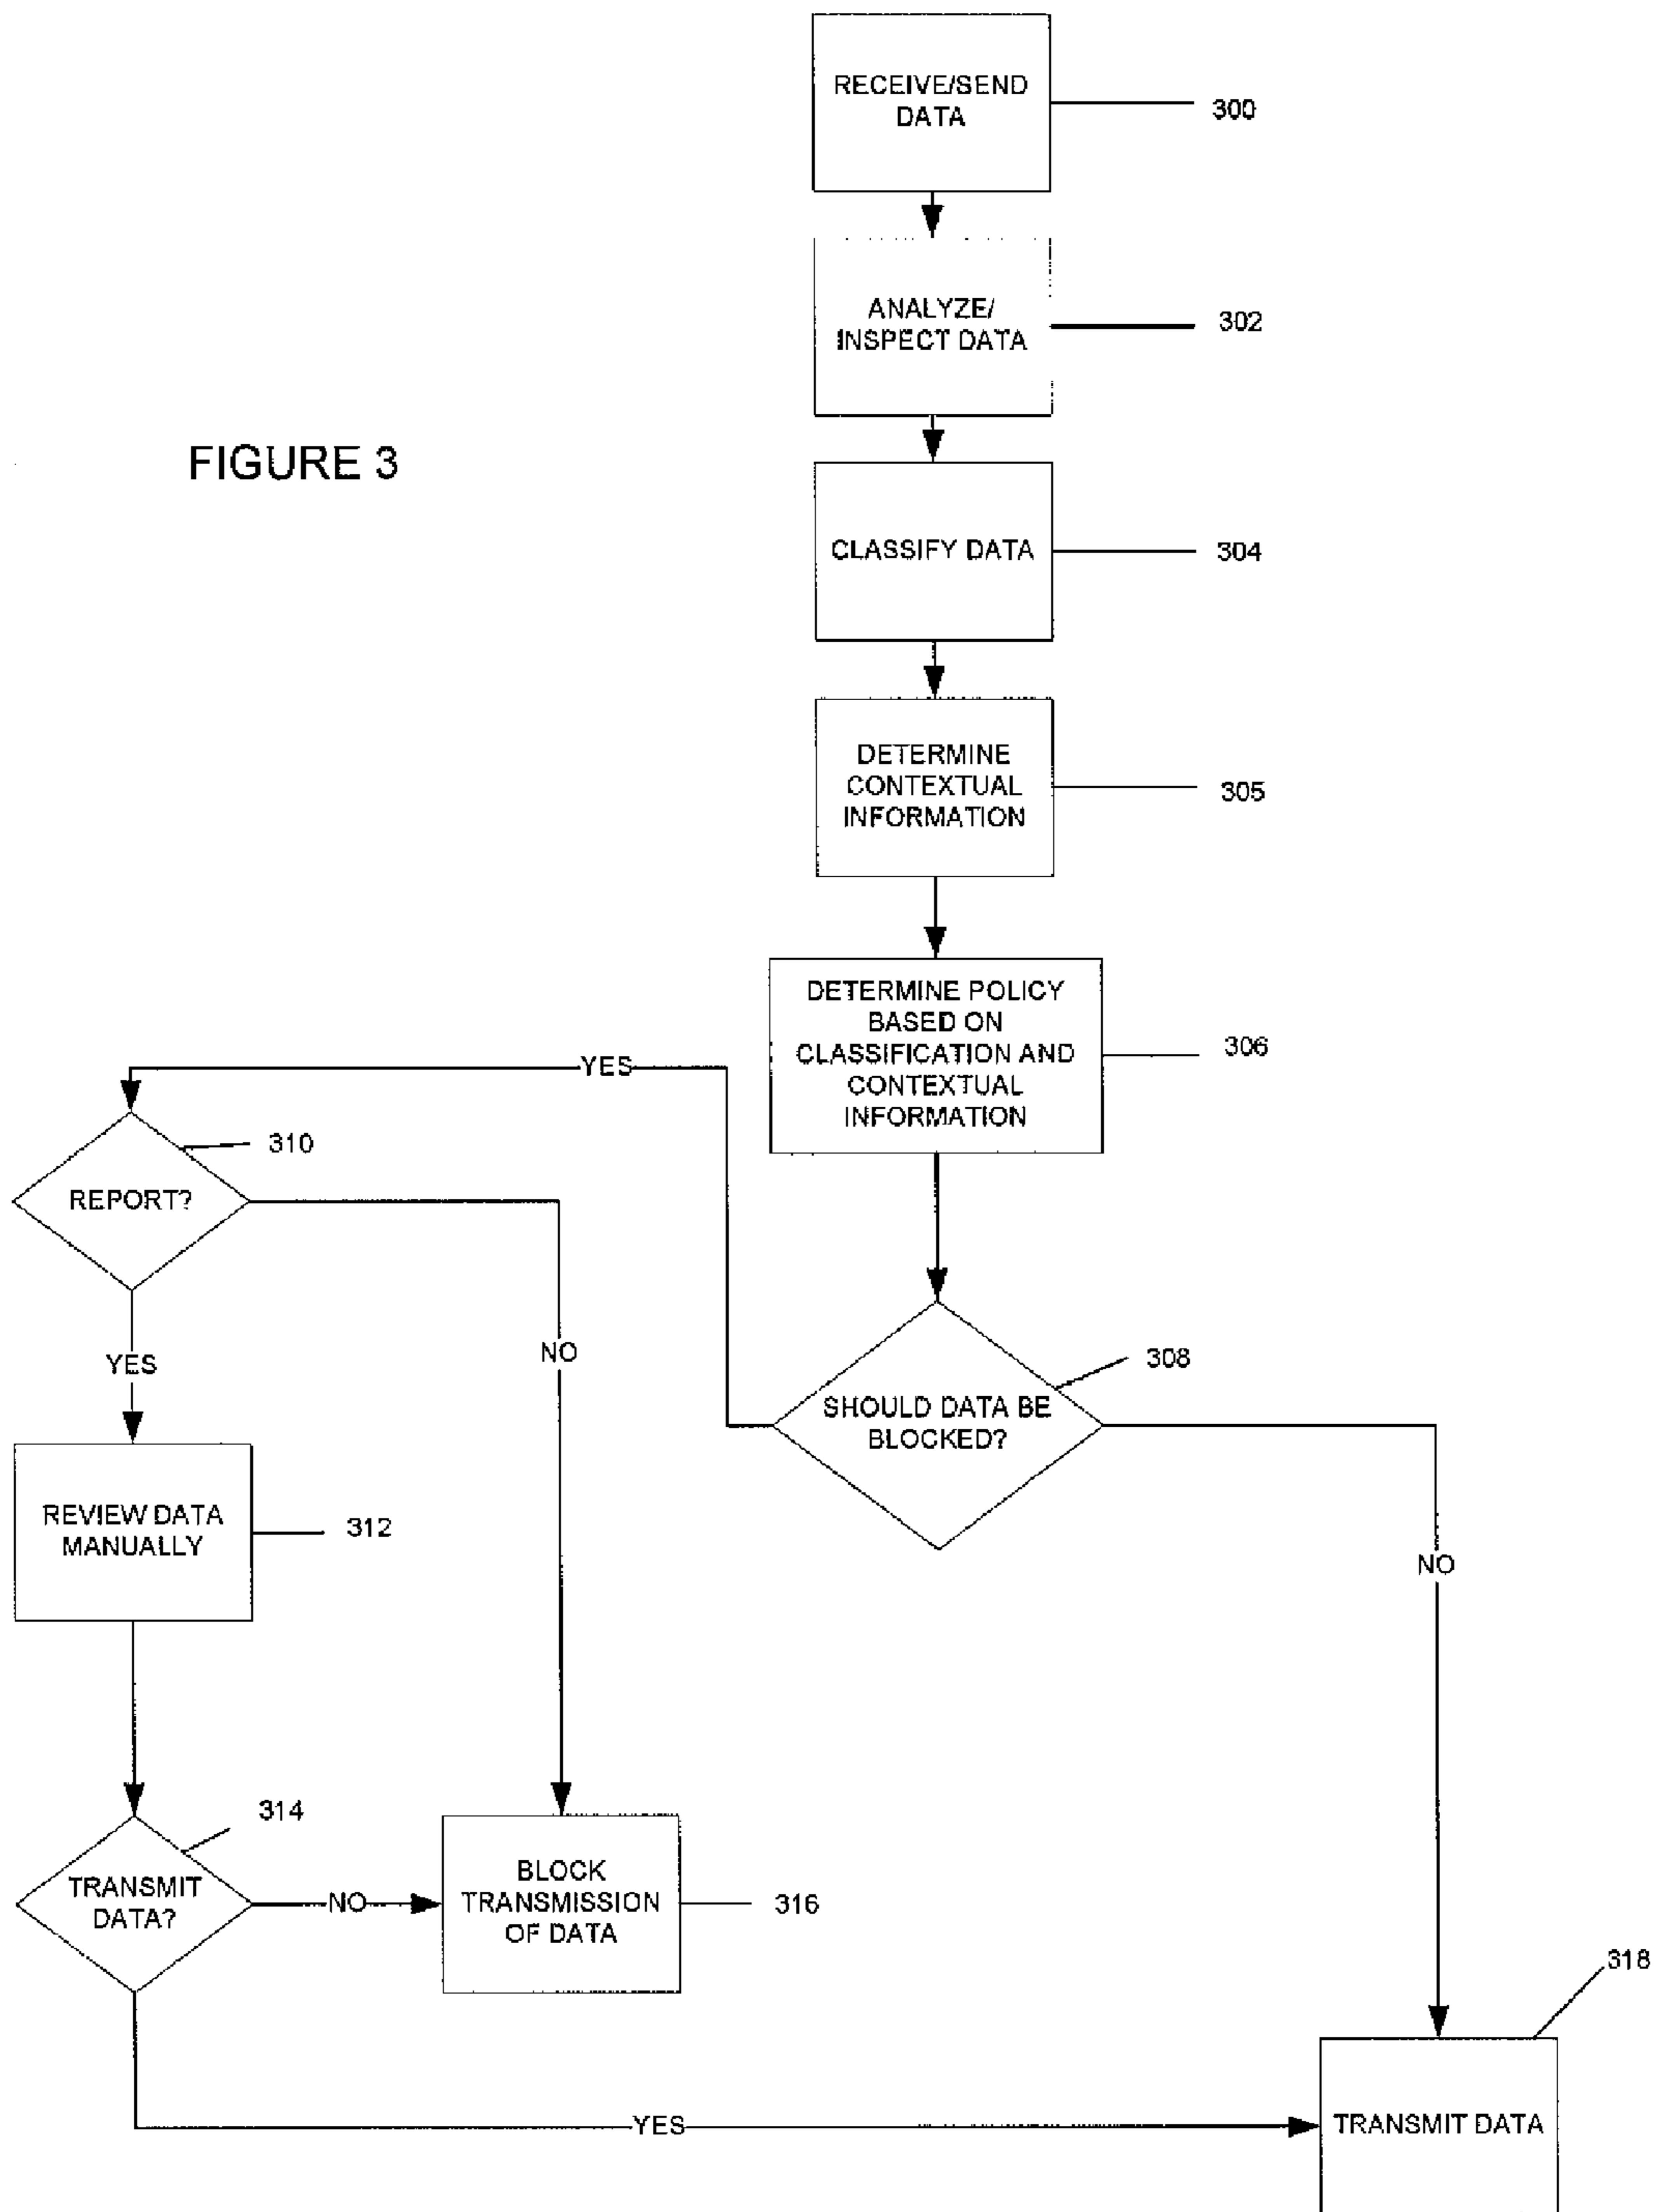 RECEIVE/SEND
DATA
300
ANALYZE/
INSPECT DATA
302
FIGURE 3
CLASSIFY DATA
304
DETERMINE
CONTEXTUAL
INFORMATION
305
DETERMINE POLICY
BASED ON
CLASSIFICATION AND
CONTEXTUAL
INFORMATION
306
YES
310
REPORT?
NO
YES
308
SHOULD DATA BE
BLOCKED?
REVIEW DATA
MANUALLY
312
NO
314
TRANSMIT
DATA?
NO
BLOCK
TRANSMISSION
OF DATA
316
318
YES
TRANSMIT DATA